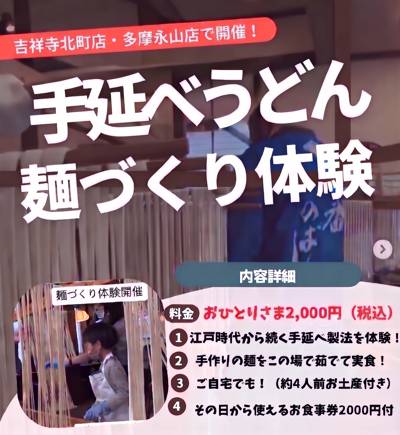 吉祥寺北町店・多摩永山店で開催！
手延べうどん
麺づくり体験
内容詳細
麺づくり体験開催
料金 おひとりさま2,000円（税込）
1 江戸時代から続く手延べ製法を体験！
2 手作りの麺をこの場で茹でて実食！
3 ご自宅でも！（約4人前お土産付き）
4 その日から使えるお食事券2000円付